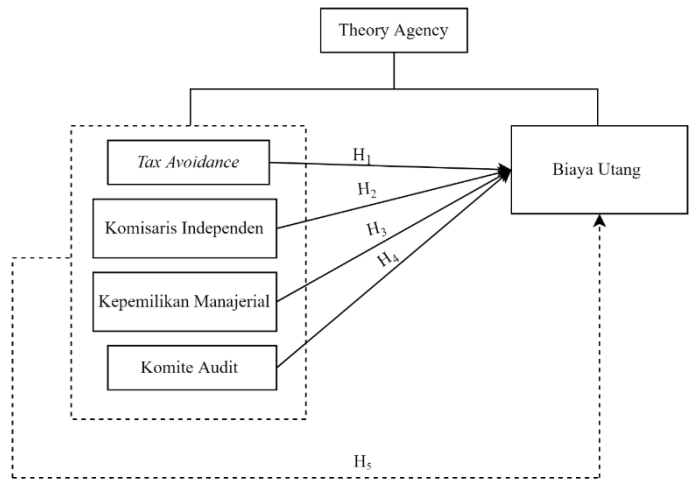 Theory Agency
Tax Avoidance
H₁
Biaya Utang
Komisaris Independen
H₂
Kepemilikan Manajerial
H₃
Komite Audit
H₄
H₅